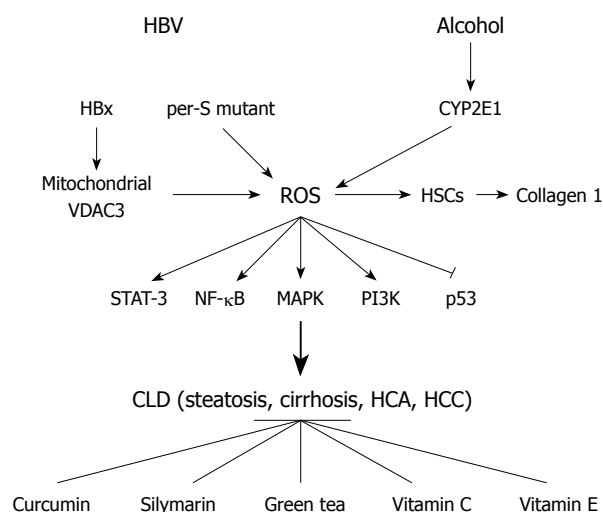 HBV Alcohol
HBx per-S mutant CYP2E1
Mitochondrial
VDAC3
ROS HSCs Collagen 1
STAT-3 NF-κB MAPK PI3K p53
CLD (steatosis, cirrhosis, HCA, HCC)
Curcumin Silymarin Green tea Vitamin C Vitamin E